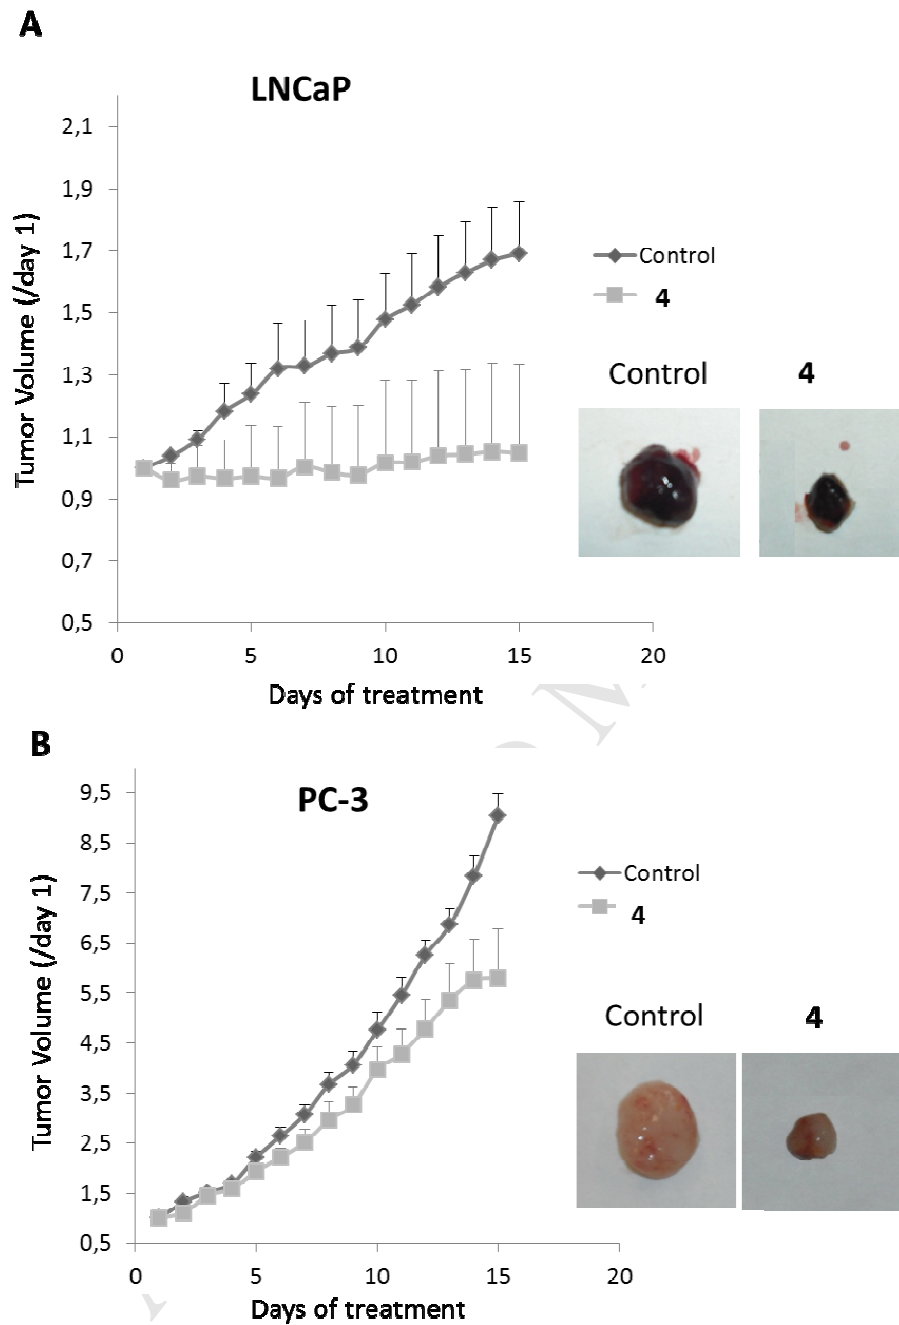 A
LNCaP
Tumor Volume (/day 1)
2,1
1,9
1,7
1,5
1,3
1,1
0,9
0,7
0,5
0
5
10
15
20
Days of treatment
Control
4
Control
4
B
PC-3
Tumor Volume (/day 1)
9,5
8,5
7,5
6,5
5,5
4,5
3,5
2,5
1,5
0,5
0
5
10
15
20
Days of treatment
Control
4
Control
4